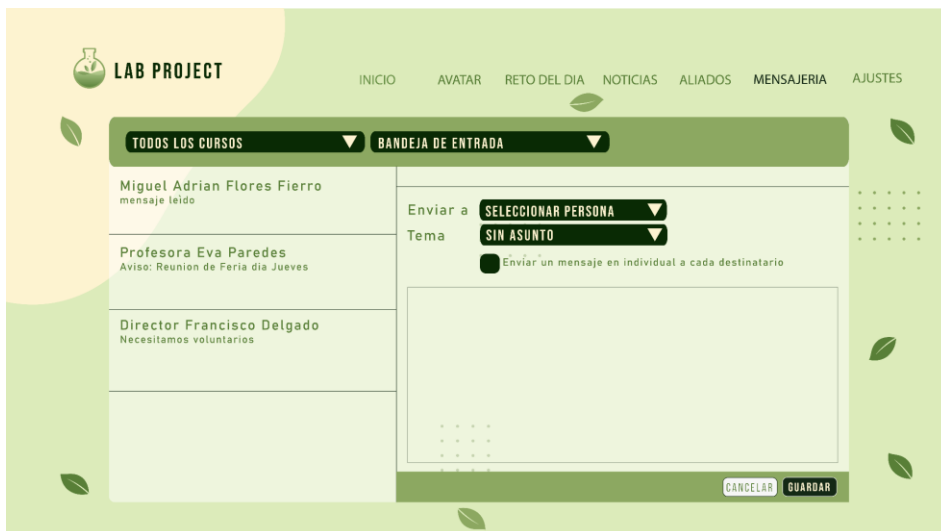 LAB PROJECT
INICIO AVATAR RETO DEL DIA NOTICIAS ALIADOS MENSAJERIA AJUSTES
TODOS LOS CURSOS BANDEJA DE ENTRADA
Miguel Adrian Flores Fierro
mensaje leido
Profesora Eva Paredes
Aviso: Reunion de Feria dia Jueves
Director Francisco Delgado
Necesitamos voluntarios
Enviar a SELECCIONAR PERSONA
Tema SIN ASUNTO
Enviar un mensaje en individual a cada destinatario
CANCELAR GUARDAR